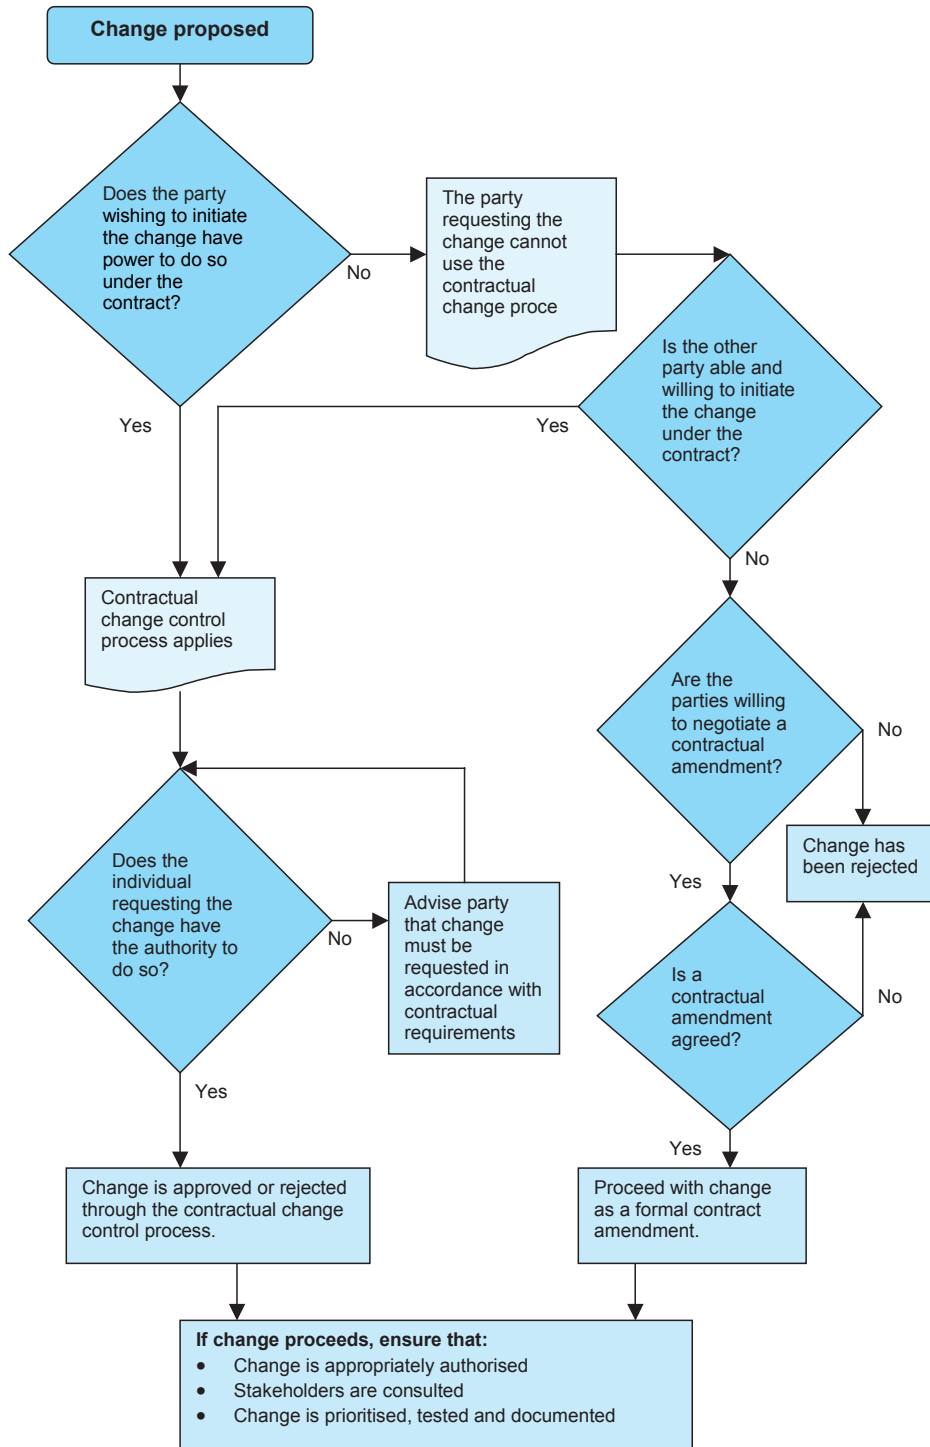 Change proposed
Does the party
wishing to initiate
the change have
power to do so
under the
contract?
No
The party
requesting the
change cannot
use the
contractual
change proce
Is the other
party able and
willing to initiate
the change
under the
contract?
Yes
Yes
No
Contractual
change control
process applies
Are the
parties willing
to negotiate a
contractual
amendment?
No
Change has
been rejected
Yes
Does the
individual
requesting the
change have
the authority to
do so?
No
Advise party
that change
must be
requested in
accordance with
contractual
requirements
Is a
contractual
amendment
agreed?
No
Yes
Yes
Change is approved or rejected
through the contractual change
control process.
Proceed with change
as a formal contract
amendment.
If change proceeds, ensure that:
• Change is appropriately authorised
• Stakeholders are consulted
• Change is prioritised, tested and documented